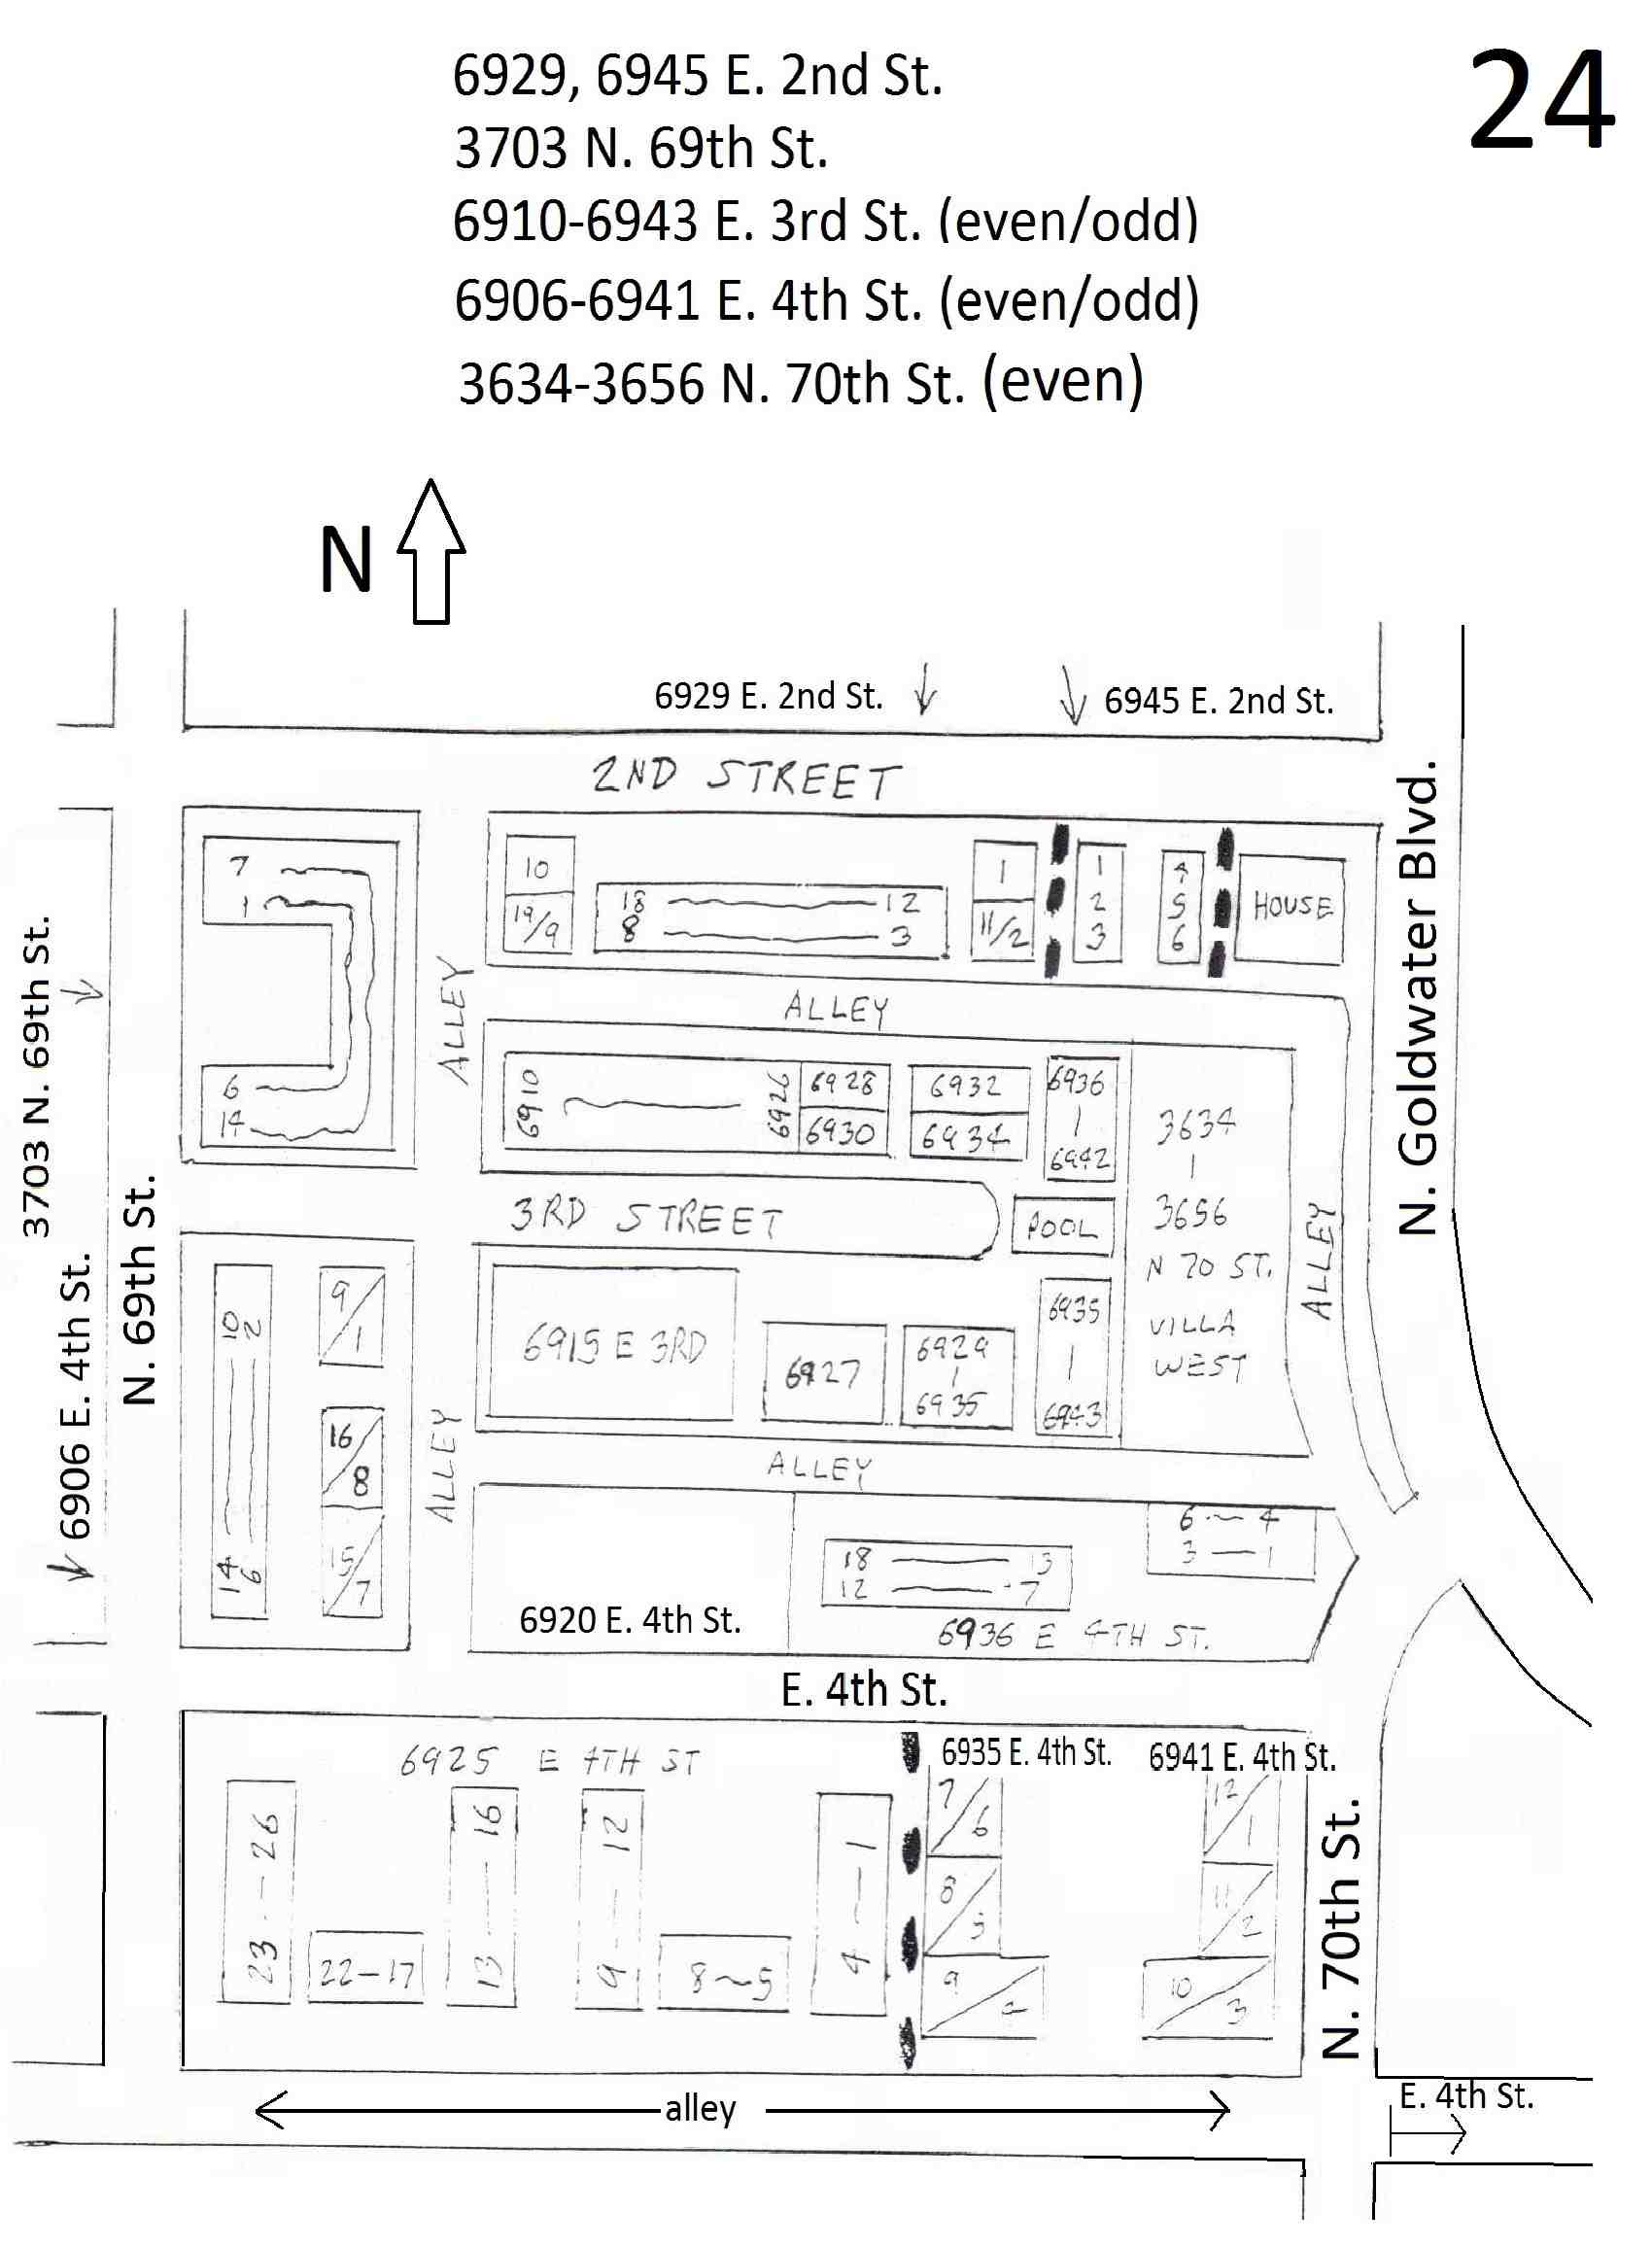 24
6929, 6945 E. 2nd St.
3703 N. 69th St.
6910-6943 E. 3rd St. (even/odd)
6906-6941 E. 4th St. (even/odd)
3634-3656 N. 70th St. (even)
N
6929 E. 2nd St.
6945 E. 2nd St.
2ND STREET
N. Goldwater Blvd.
3703 N. 69th St.
7
1
6
14
ALLEY
10
19/9
18 12
8 3
1
11/2
1
2
3
4
5
6
HOUSE
ALLEY
6910
6926
6928
6930
6932
6934
6936
|
6942
3634
|
3656
N 70 ST.
VILLA
WEST
ALLEY
3RD STREET
POOL
N. 69th St.
6906 E. 4th St.
10
2
14
6
9/1
16/8
15/7
ALLEY
6915 E 3RD
6927
6929
|
6935
6935
|
6943
ALLEY
6920 E. 4th St.
18 13
12 7
6 4
3 — 1
6936 E 4TH ST.
E. 4th St.
6925 E 4TH ST
6935 E. 4th St.
6941 E. 4th St.
23 - 26
22-17
13 — 16
9 — 12
8~5
4 — 1
7/6
8/5
9/4
12/1
11/2
10/3
N. 70th St.
alley
E. 4th St.